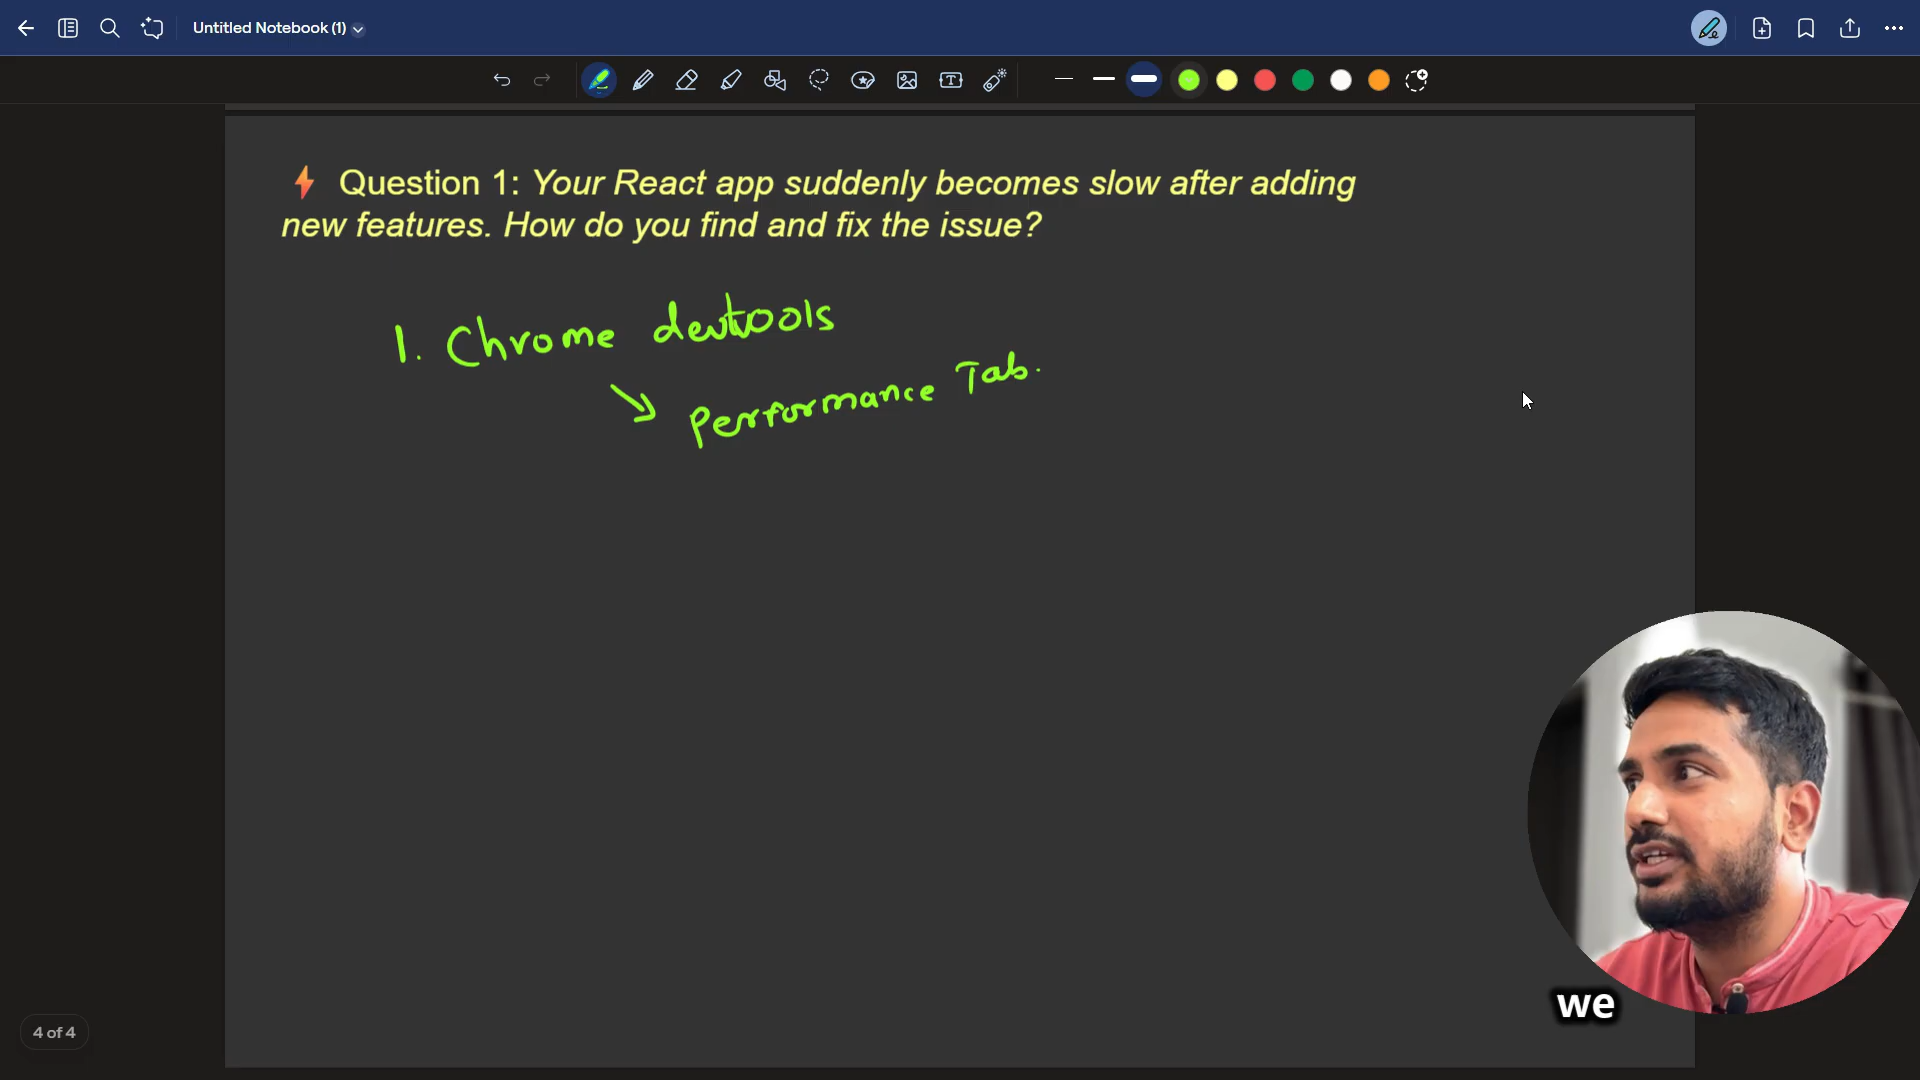 Untitled Notebook (1)
⚡ Question 1: Your React app suddenly becomes slow after adding
new features. How do you find and fix the issue?
1. Chrome devtools
↘ Performance Tab.
we
4 of 4